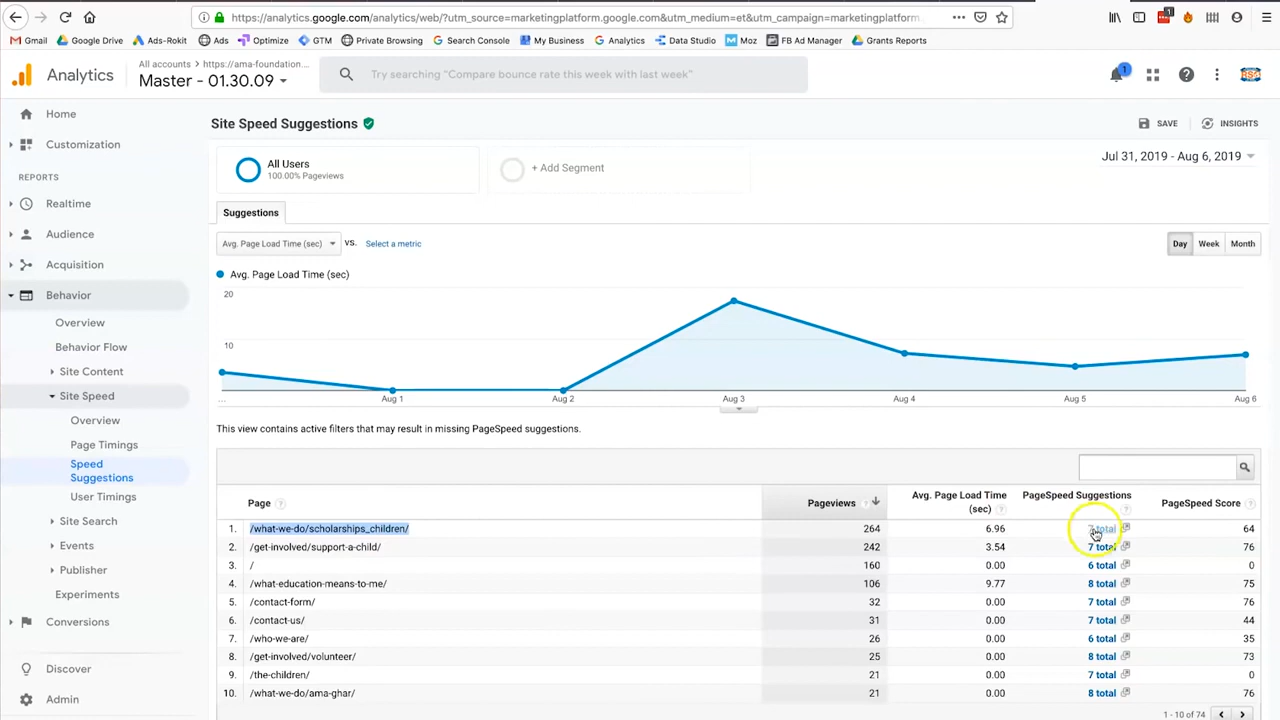 https://analytics.google.com/analytics/web/?utm_source=marketingplatform.google.com&utm_medium=et&utm_campaign=marketingplatform.
Gmail Google Drive Ads-Rokit Ads Optimize GTM Private Browsing Search Console My Business Analytics Data Studio Moz FB Ad Manager Grants Reports
Analytics
All accounts > https://ama-foundation...
Master - 01.30.09
Try searching "Compare bounce rate this week with last week"
1
Home
Customization
REPORTS
Realtime
Audience
Acquisition
Behavior
Overview
Behavior Flow
Site Content
Site Speed
Overview
Page Timings
Speed
Suggestions
User Timings
Site Search
Events
Publisher
Experiments
Conversions
Discover
Admin
Site Speed Suggestions
SAVE INSIGHTS
All Users
100.00% Pageviews
+ Add Segment
Jul 31, 2019 - Aug 6, 2019
Suggestions
Avg. Page Load Time (sec) VS. Select a metric
Day Week Month
Avg. Page Load Time (sec)
20
10
... Aug 1 Aug 2 Aug 3 Aug 4 Aug 5 Aug 6
This view contains active filters that may result in missing PageSpeed suggestions.
Page Pageviews Avg. Page Load Time (sec) PageSpeed Suggestions PageSpeed Score
1. /what-we-do/scholarships_children/ 264 6.96 7 total 64
2. /get-involved/support-a-child/ 242 3.54 7 total 76
3. / 160 0.00 6 total 0
4. /what-education-means-to-me/ 106 9.77 8 total 75
5. /contact-form/ 32 0.00 7 total 76
6. /contact-us/ 31 0.00 7 total 44
7. /who-we-are/ 26 0.00 6 total 35
8. /get-involved/volunteer/ 25 0.00 8 total 73
9. /the-children/ 21 0.00 7 total 0
10. /what-we-do/ama-ghar/ 21 0.00 8 total 76
1 - 10 of 74